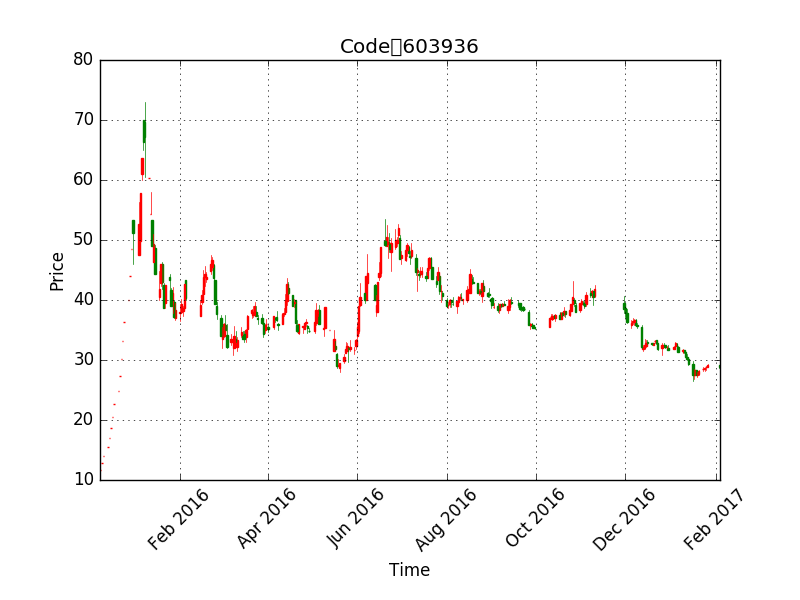 Code▯603936
80
70
60
50
40
30
20
10
Price
Feb 2016
Apr 2016
Jun 2016
Aug 2016
Oct 2016
Dec 2016
Feb 2017
Time